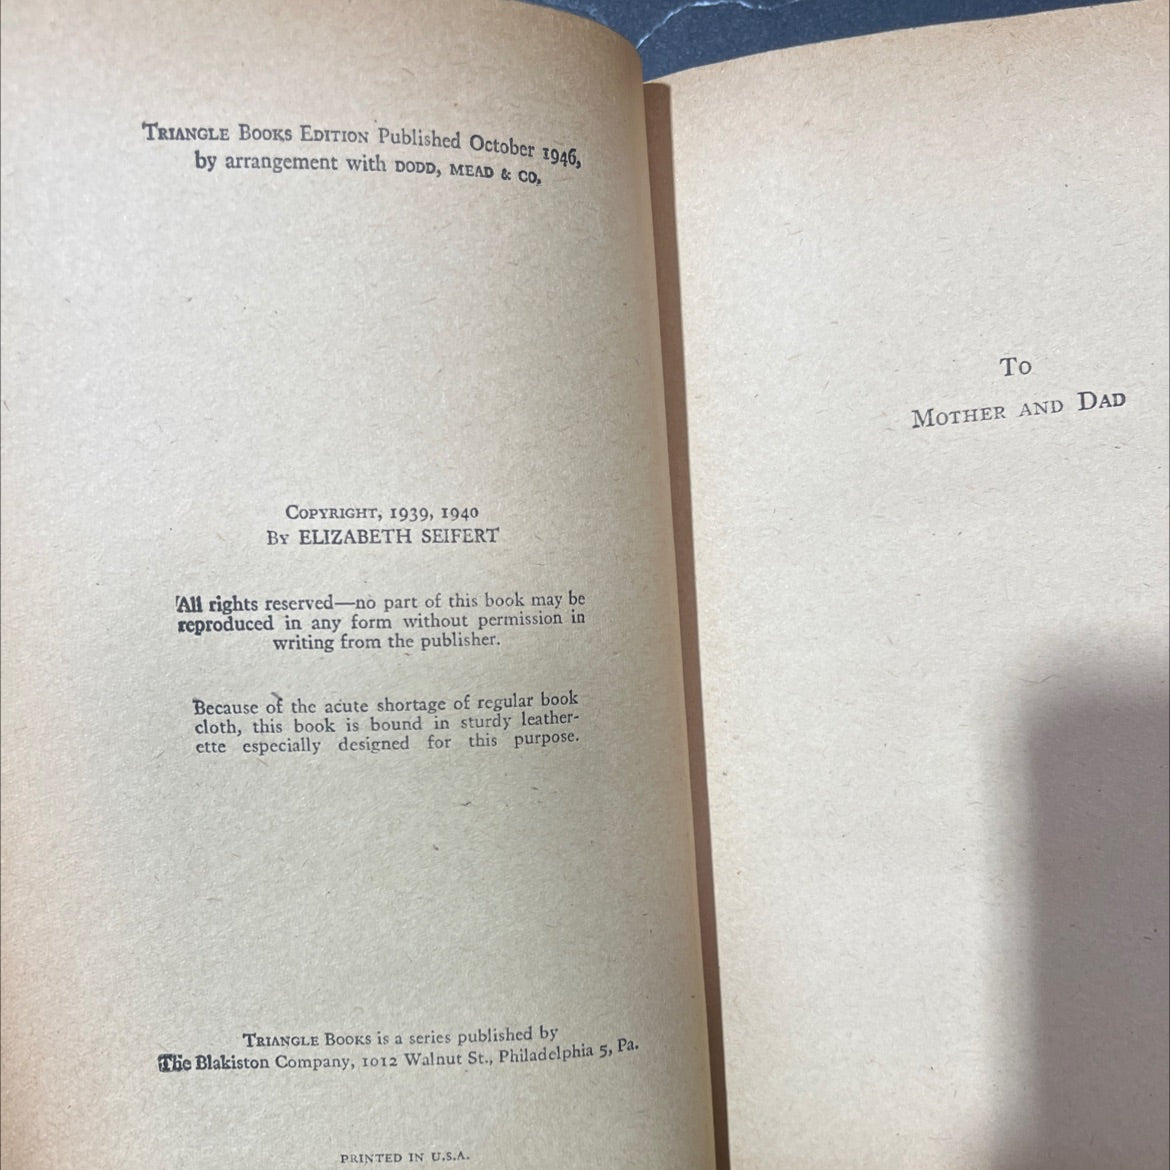 TRIANGLE BOOKS EDITION Published October 1946,
by arrangement with DODD, MEAD & CO,
COPYRIGHT, 1939, 1940
BY ELIZABETH SEIFERT
All rights reserved—no part of this book may be
reproduced in any form without permission in
writing from the publisher.
Because of the acute shortage of regular book
cloth, this book is bound in sturdy leather-
ette especially designed for this purpose.
TRIANGLE BOOKS is a series published by
The Blakiston Company, 1012 Walnut St., Philadelphia 5, Pa.
PRINTED IN U.S.A.
To
MOTHER AND DAD